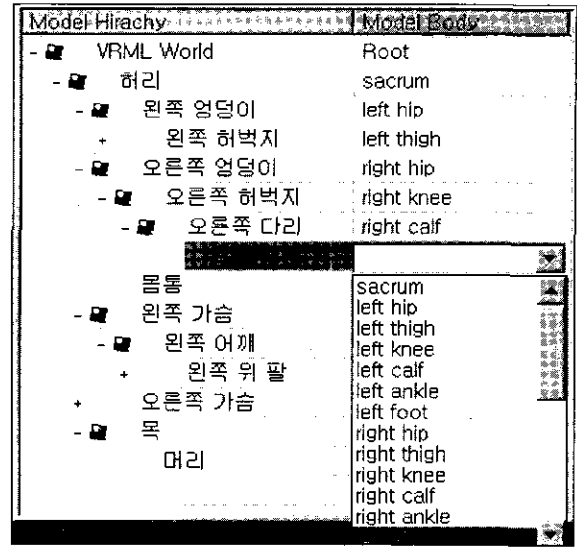 Model Hirachy Model Body
- VRML World Root
- 허리 sacrum
- 왼쪽 엉덩이 left hip
+ 왼쪽 허벅지 left thigh
- 오른쪽 엉덩이 right hip
- 오른쪽 허벅지 right knee
- 오른쪽 다리 right calf
몸통
- 왼쪽 가슴
- 왼쪽 어깨
+ 왼쪽 위 팔
+ 오른쪽 가슴
- 목
머리
sacrum
left hip
left thigh
left knee
left calf
left ankle
left foot
right hip
right thigh
right knee
right calf
right ankle